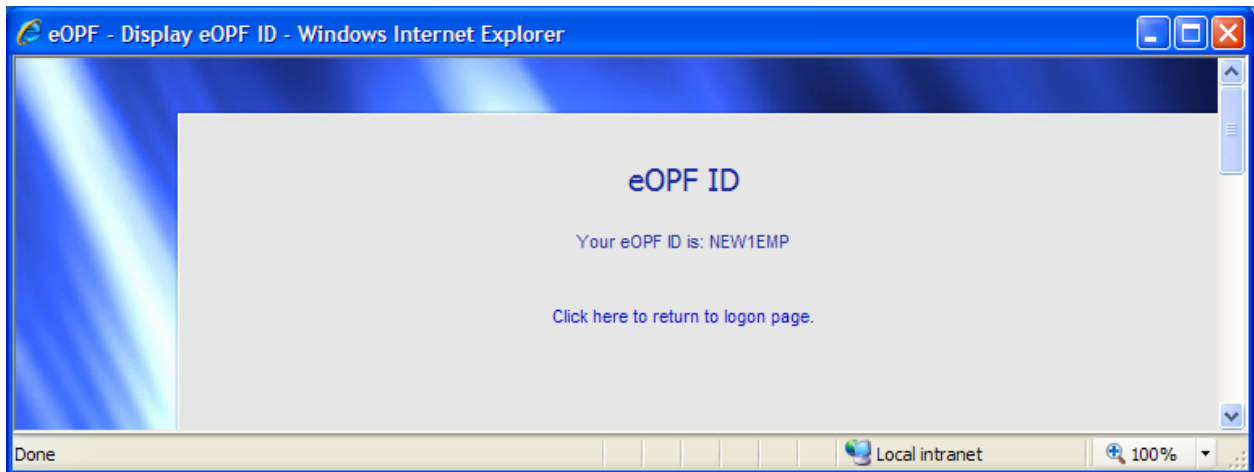 eOPF - Display eOPF ID - Windows Internet Explorer
eOPF ID
Your eOPF ID is: NEW1EMP
Click here to return to logon page.
Done
Local intranet
100%